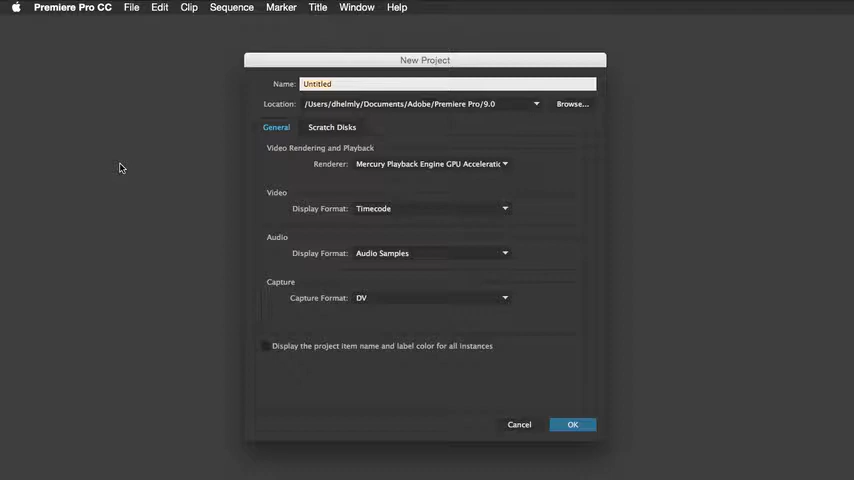 Premiere Pro CC File Edit Clip Sequence Marker Title Window Help
New Project
Name: Untitled
Location: /Users/dhelmly/Documents/Adobe/Premiere Pro/9.0 Browse...
General Scratch Disks
Video Rendering and Playback
Renderer: Mercury Playback Engine GPU Acceleratic
Video
Display Format: Timecode
Audio
Display Format: Audio Samples
Capture
Capture Format: DV
Display the project item name and label color for all instances
Cancel OK